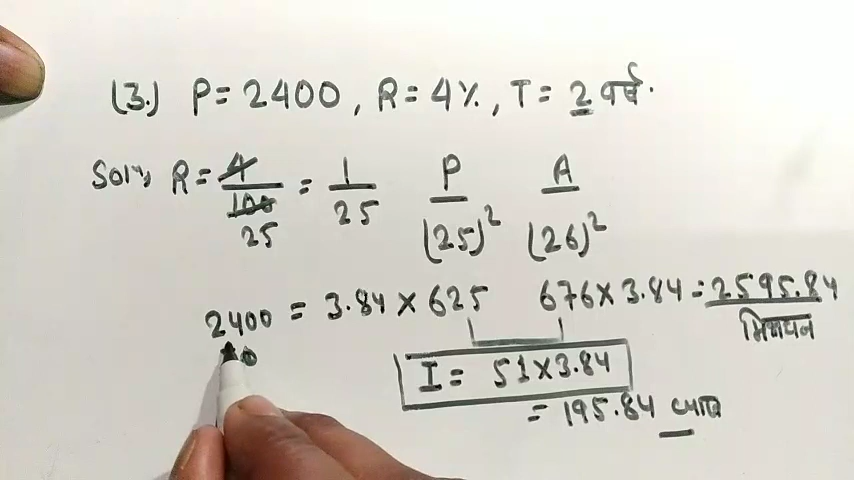 (3.) P = 2400, R = 4%, T = 2 वर्ष.
Solⁿ, R = 4/100 = 1/25 P A
25 (25)² (26)²
2400 = 3.84 × 625 676 × 3.84 = 2595.84
मिश्रधन
I = 51 × 3.84
= 195.84 ब्याज